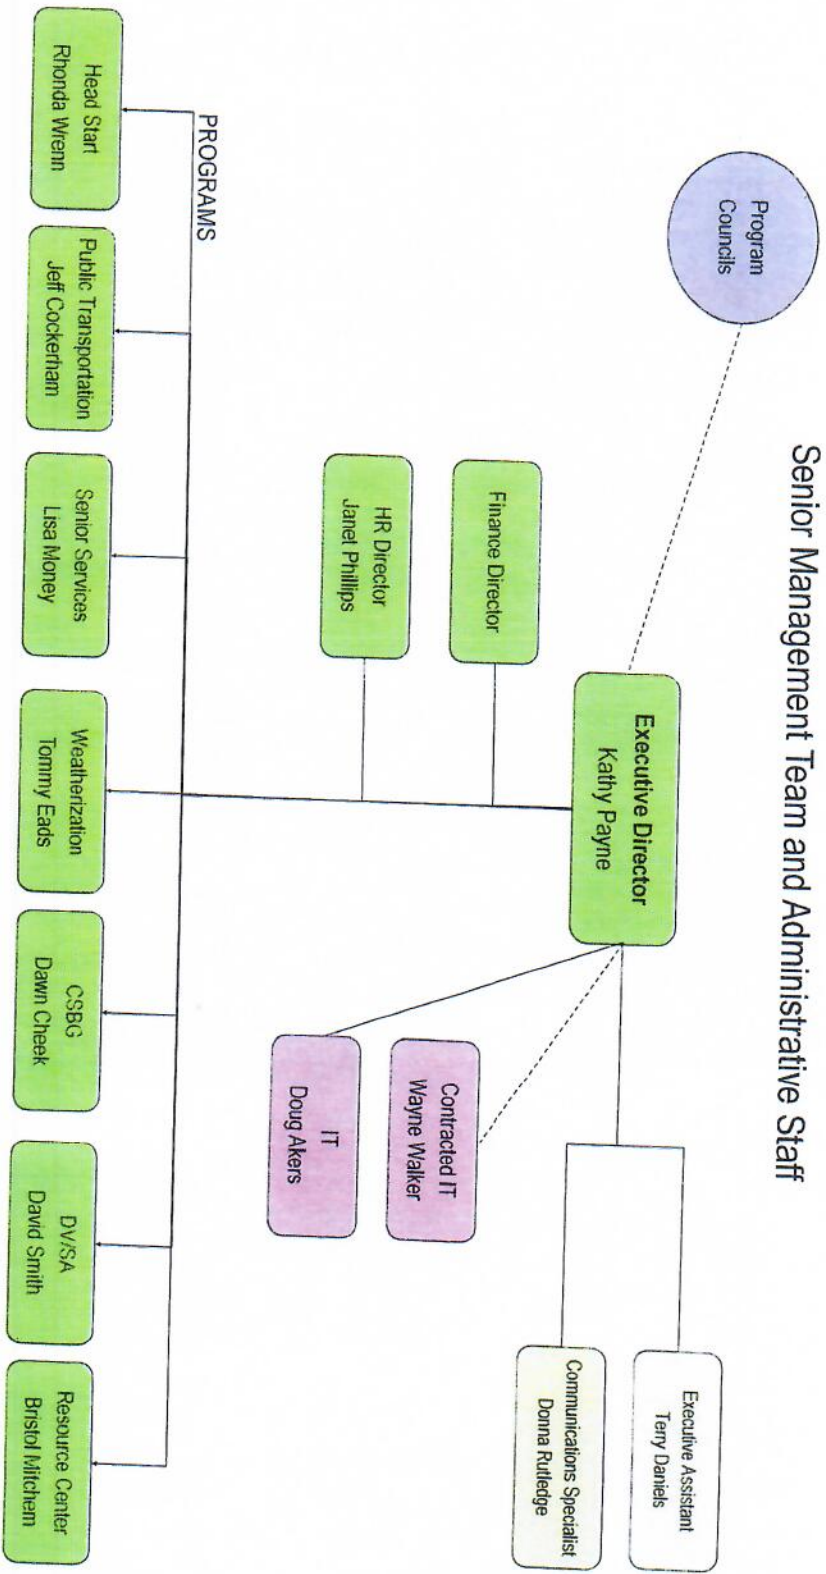 Senior Management Team and Administrative Staff
Program
Councils
Executive Director
Kathy Payne
Executive Assistant
Terry Daniels
Communications Specialist
Donna Rutledge
Finance Director
HR Director
Janet Phillips
Contracted IT
Wayne Walker
IT
Doug Akers
PROGRAMS
Head Start
Rhonda Wrenn
Public Transportation
Jeff Cockerham
Senior Services
Lisa Money
Weatherization
Tommy Eads
CSBG
Dawn Cheek
DV/SA
David Smith
Resource Center
Bristol Mitchem